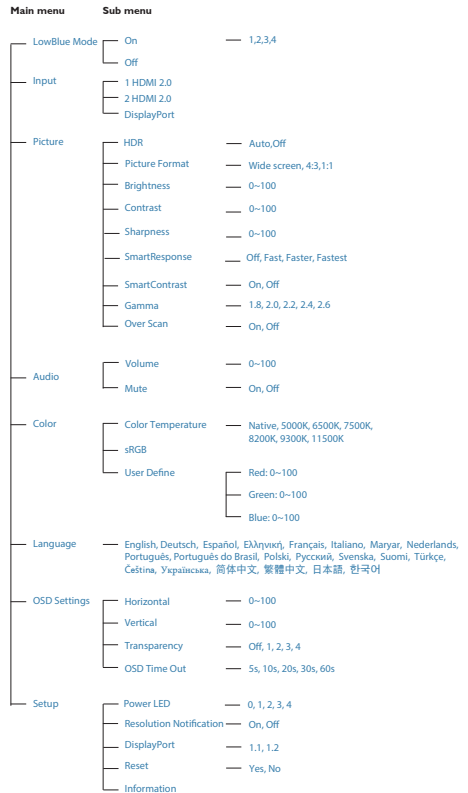 Main menu Sub menu
LowBlue Mode On 1,2,3,4
Off
Input 1 HDMI 2.0
2 HDMI 2.0
DisplayPort
Picture HDR Auto,Off
Picture Format Wide screen, 4:3,1:1
Brightness 0~100
Contrast 0~100
Sharpness 0~100
SmartResponse Off, Fast, Faster, Fastest
SmartContrast On, Off
Gamma 1.8, 2.0, 2.2, 2.4, 2.6
Over Scan On, Off
Audio Volume 0~100
Mute On, Off
Color Color Temperature Native, 5000K, 6500K, 7500K,
8200K, 9300K, 11500K
sRGB
User Define Red: 0~100
Green: 0~100
Blue: 0~100
Language English, Deutsch, Español, Ελληνική, Français, Italiano, Maryar, Nederlands,
Português, Português do Brasil, Polski, Русский, Svenska, Suomi, Türkçe,
Čeština, Українська, 简体中文, 繁體中文, 日本語, 한국어
OSD Settings Horizontal 0~100
Vertical 0~100
Transparency Off, 1, 2, 3, 4
OSD Time Out 5s, 10s, 20s, 30s, 60s
Setup Power LED 0, 1, 2, 3, 4
Resolution Notification On, Off
DisplayPort 1.1, 1.2
Reset Yes, No
Information